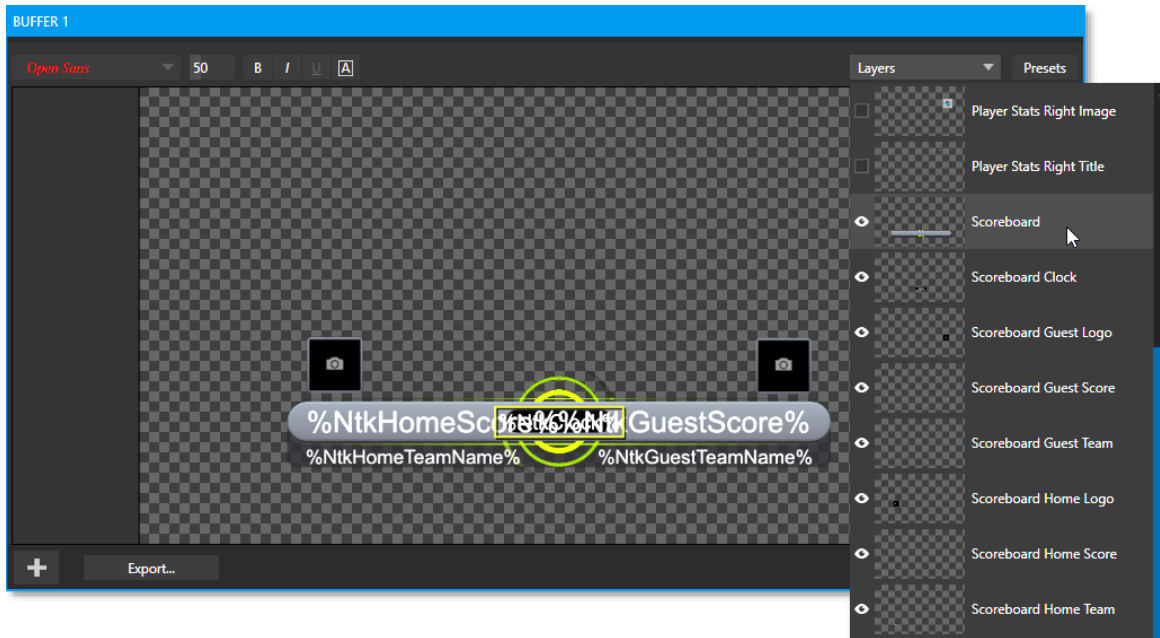 BUFFER 1
Open Sans
50
B I U A
Layers
Presets
Player Stats Right Image
Player Stats Right Title
Scoreboard
Scoreboard Clock
Scoreboard Guest Logo
Scoreboard Guest Score
Scoreboard Guest Team
Scoreboard Home Logo
Scoreboard Home Score
Scoreboard Home Team
%NtkHomeSco
GuestScore%
%NtkHomeTeamName%
%NtkGuestTeamName%
Export...